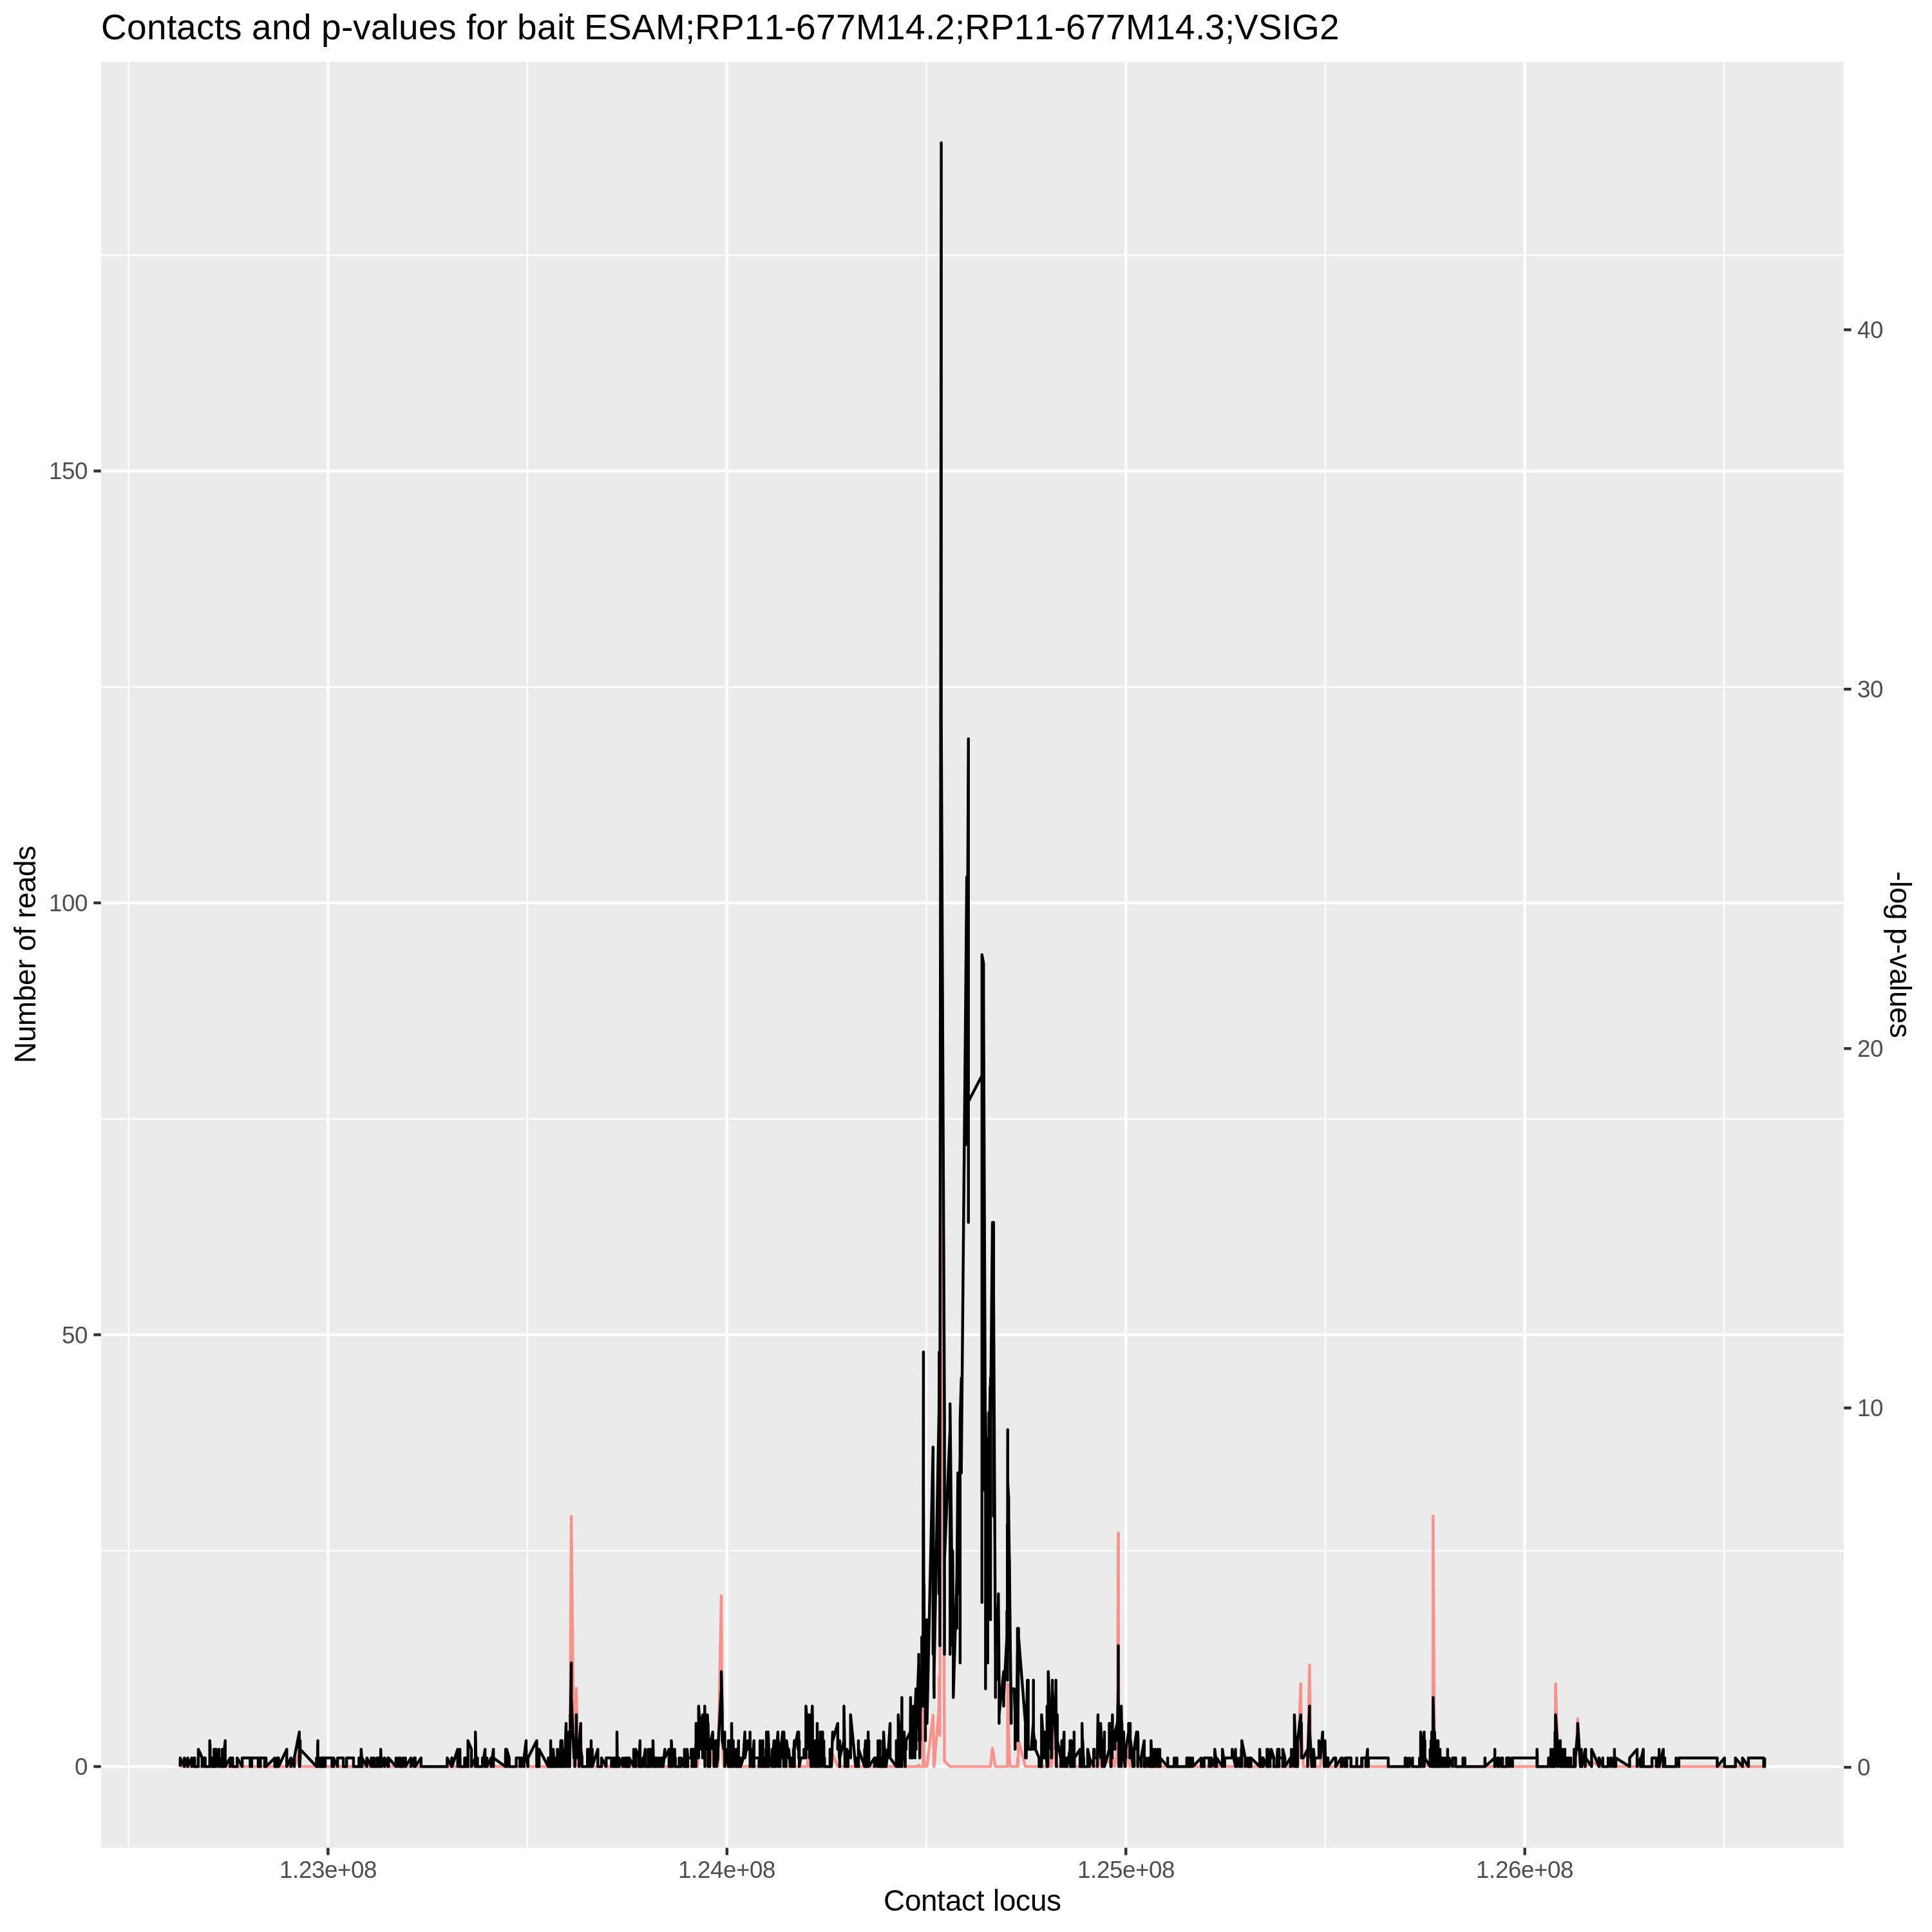 Contacts and p-values for bait ESAM;RP11-677M14.2;RP11-677M14.3;VSIG2
Number of reads
150
100
50
0
40
30
20
10
0
-log p-values
1.23e+08 1.24e+08 1.25e+08 1.26e+08
Contact locus